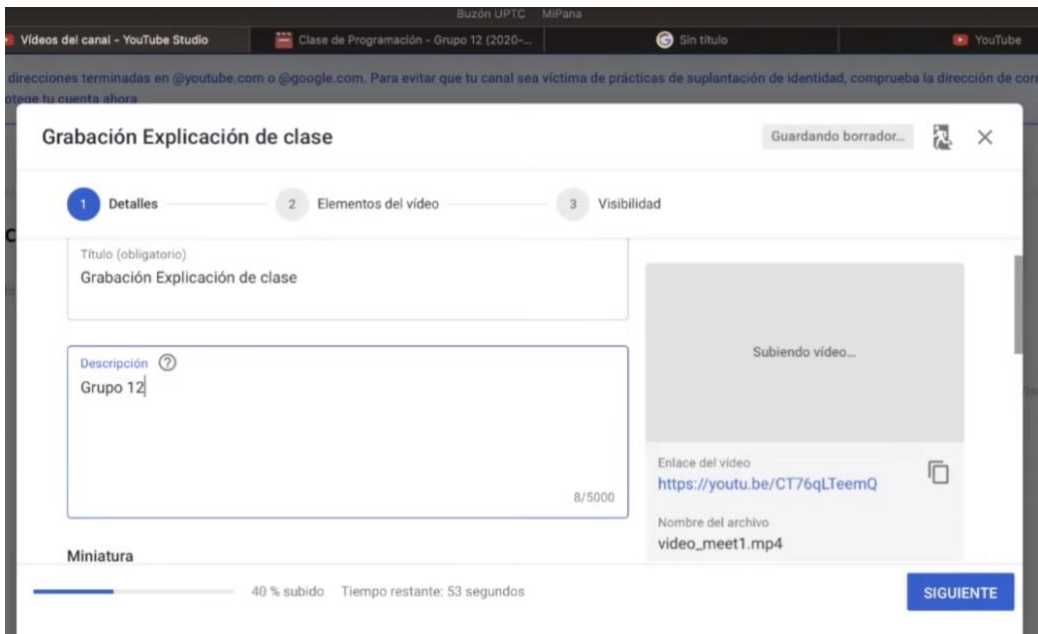 Buzón UPTC MiPana
Vídeos del canal - YouTube Studio Clase de Programación - Grupo 12 (2020-... Sin título YouTube
direcciones terminadas en @youtube.com o @google.com. Para evitar que tu canal sea víctima de prácticas de suplantación de identidad, comprueba la dirección de
tu cuenta ahora
Grabación Explicación de clase
Guardando borrador...
1 Detalles 2 Elementos del vídeo 3 Visibilidad
Título (obligatorio)
Grabación Explicación de clase
Descripción
Grupo 12
8/5000
Subiendo vídeo...
Enlace del vídeo
https://youtu.be/CT76qLTeemQ
Nombre del archivo
video_meet1.mp4
Miniatura
40 % subido Tiempo restante: 53 segundos
SIGUIENTE